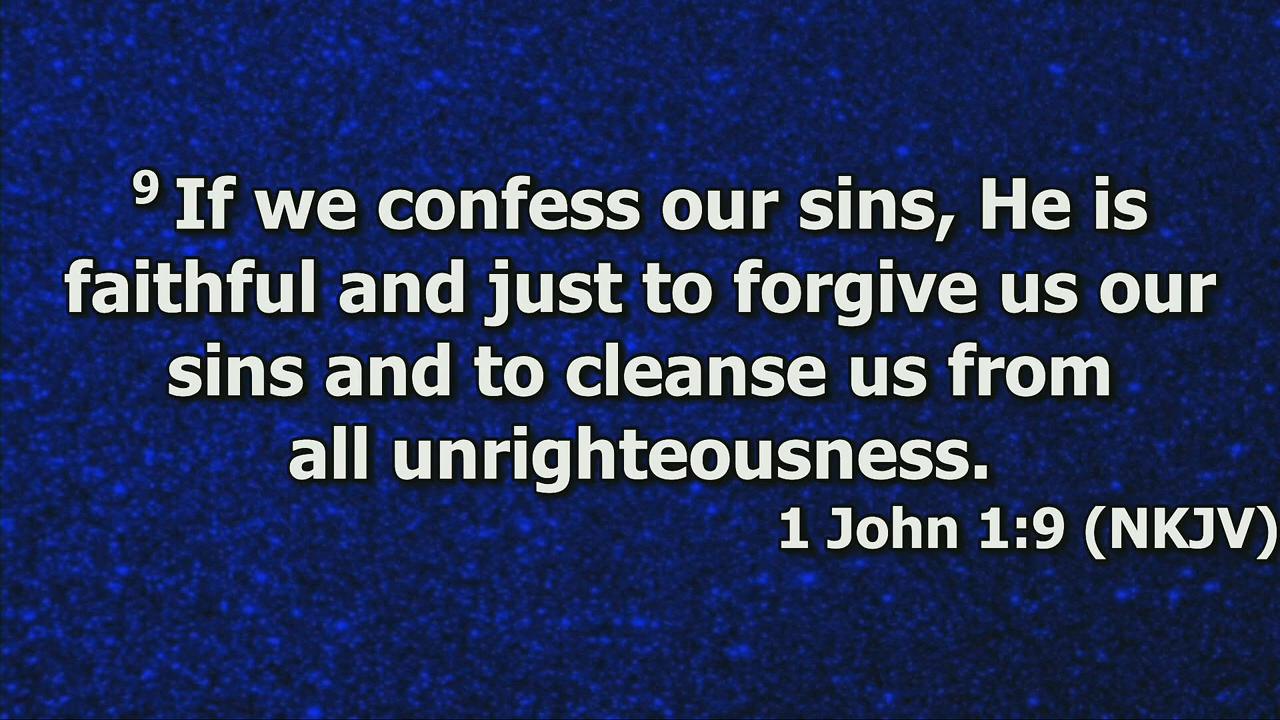 ⁹ If we confess our sins, He is
faithful and just to forgive us our
sins and to cleanse us from
all unrighteousness.
1 John 1:9 (NKJV)